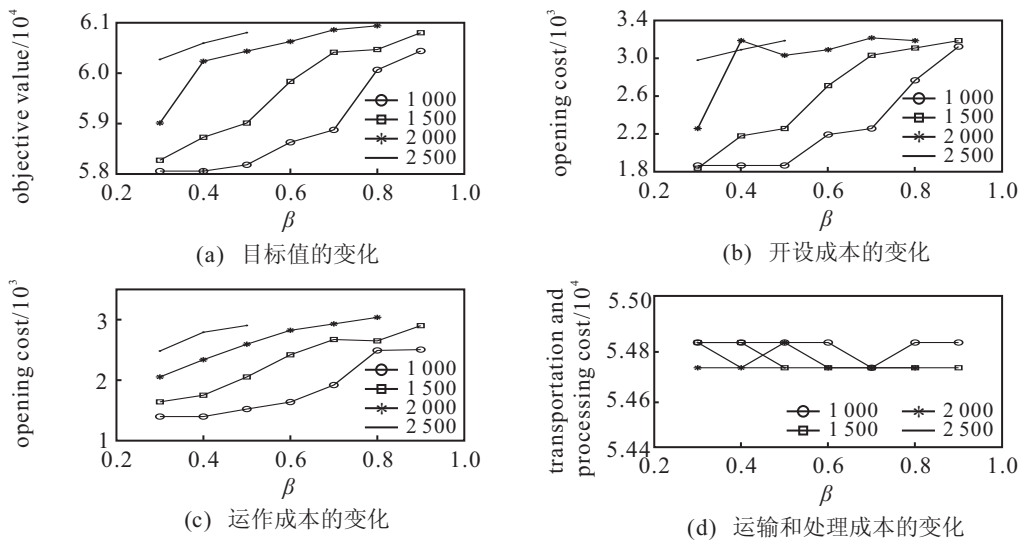 objective value/10⁴
6.1
6.0
5.9
5.8
0.2 0.4 0.6 0.8 1.0
β
1 000
1 500
2 000
2 500
(a) 目标值的变化
opening cost/10³
3.4
3.0
2.6
2.2
1.8
0.2 0.4 0.6 0.8 1.0
β
1 000
1 500
2 000
2 500
(b) 开设成本的变化
opening cost/10³
3
2
1
0.2 0.4 0.6 0.8 1.0
β
1 000
1 500
2 000
2 500
(c) 运作成本的变化
transportation and
processing cost/10⁴
5.50
5.48
5.46
5.44
0.2 0.4 0.6 0.8 1.0
β
1 000 2 000
1 500 2 500
(d) 运输和处理成本的变化